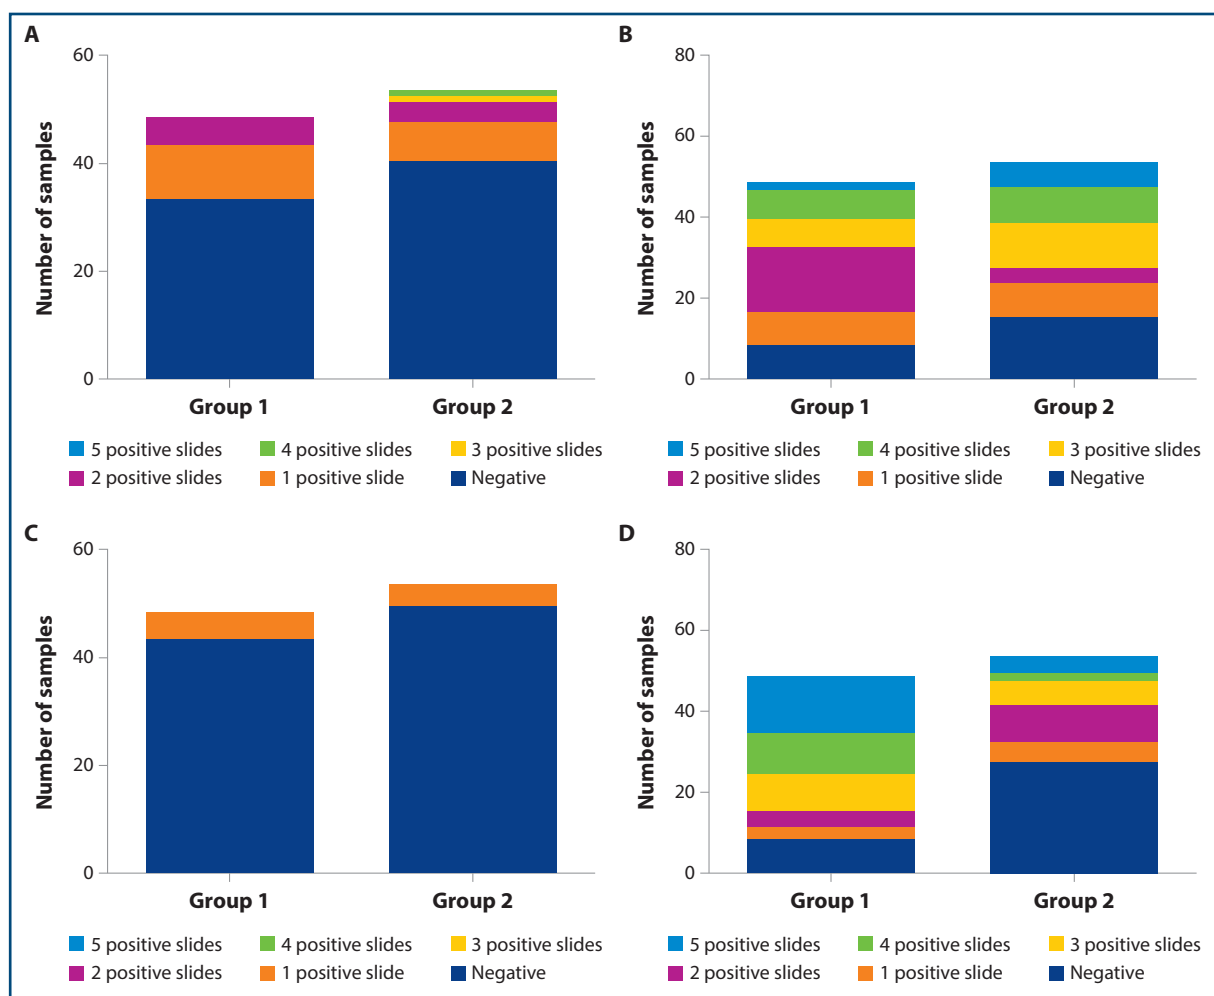 A
60
40
20
0
Number of samples
Group 1 Group 2
5 positive slides 4 positive slides 3 positive slides
2 positive slides 1 positive slide Negative
B
80
60
40
20
0
Number of samples
Group 1 Group 2
5 positive slides 4 positive slides 3 positive slides
2 positive slides 1 positive slide Negative
C
60
40
20
0
Number of samples
Group 1 Group 2
5 positive slides 4 positive slides 3 positive slides
2 positive slides 1 positive slide Negative
D
80
60
40
20
0
Number of samples
Group 1 Group 2
5 positive slides 4 positive slides 3 positive slides
2 positive slides 1 positive slide Negative